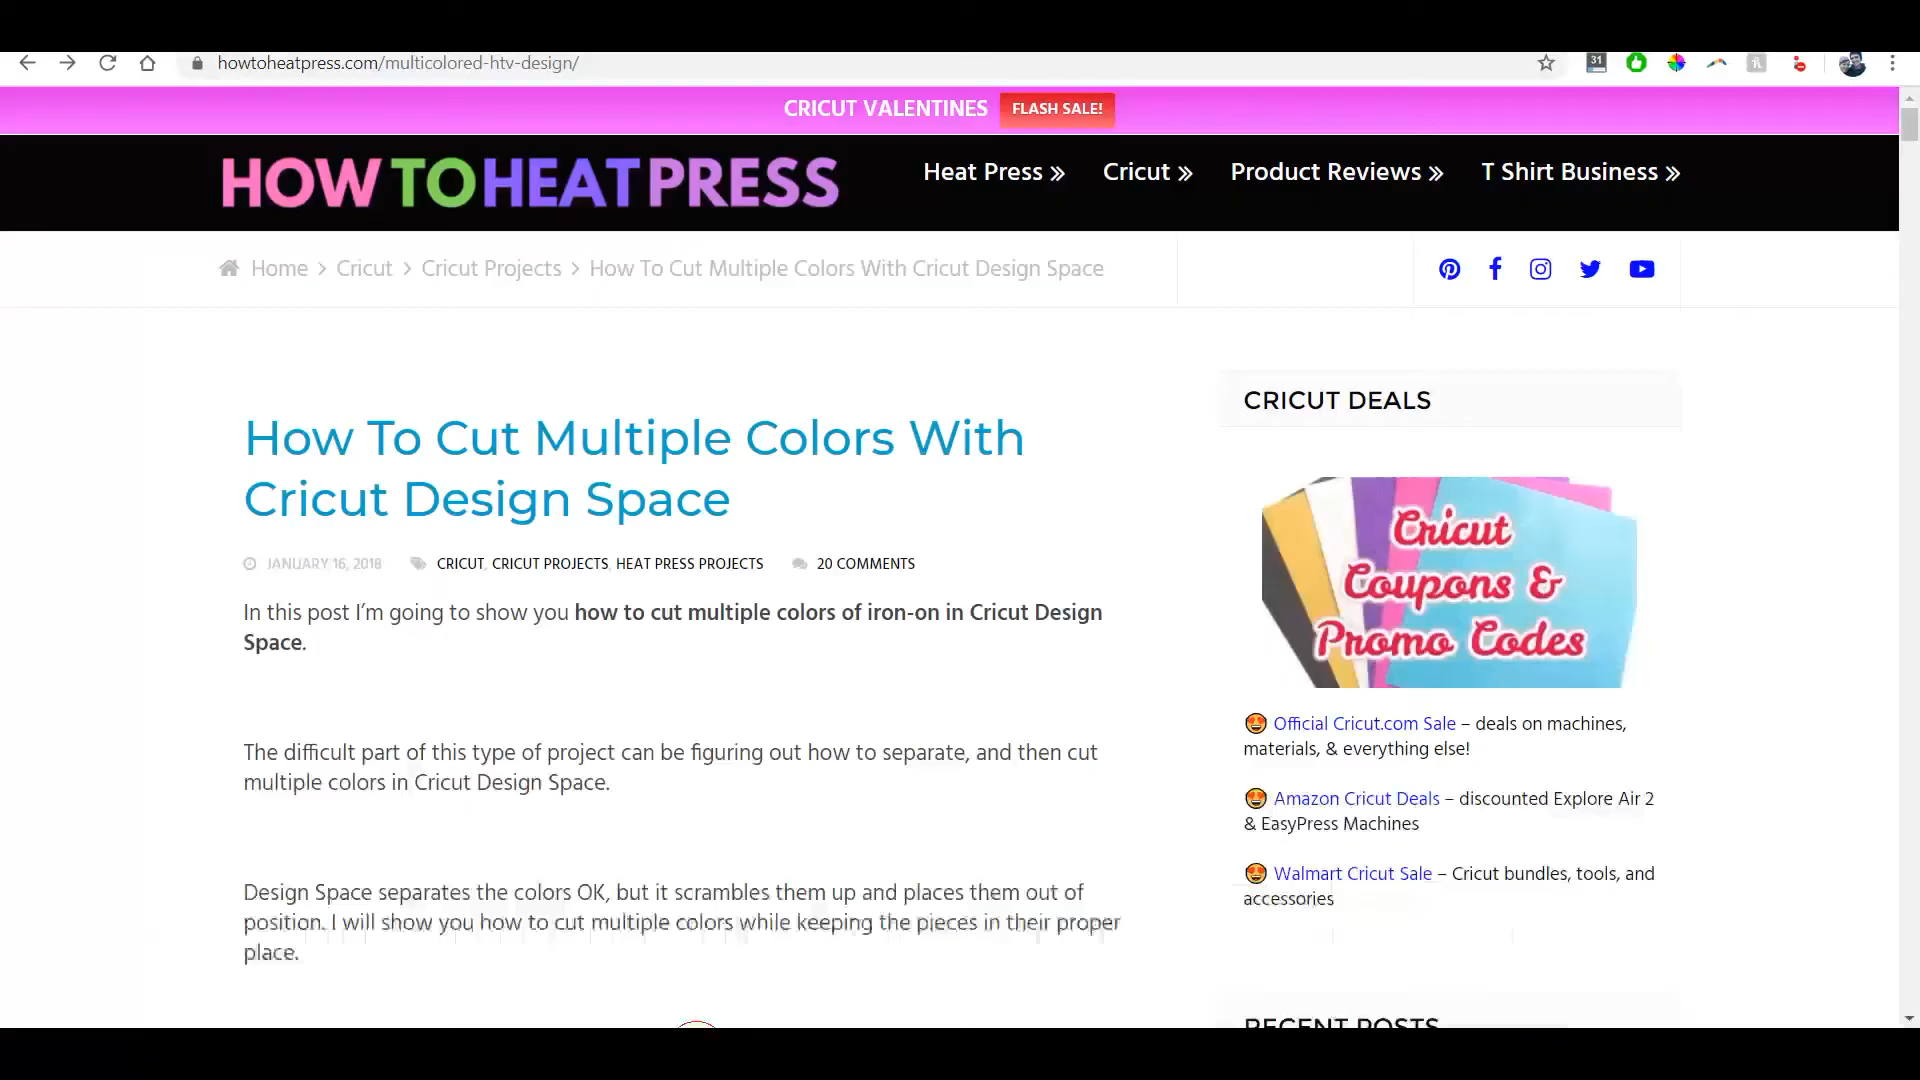 howtoheatpress.com/multicolored-htv-design/
31
CRICUT VALENTINES FLASH SALE!
HOW TO HEAT PRESS
Heat Press » Cricut » Product Reviews » T Shirt Business »
Home > Cricut > Cricut Projects > How To Cut Multiple Colors With Cricut Design Space
How To Cut Multiple Colors With
Cricut Design Space
JANUARY 16, 2018 CRICUT, CRICUT PROJECTS, HEAT PRESS PROJECTS 20 COMMENTS
In this post I’m going to show you how to cut multiple colors of iron-on in Cricut Design
Space.
The difficult part of this type of project can be figuring out how to separate, and then cut
multiple colors in Cricut Design Space.
Design Space separates the colors OK, but it scrambles them up and places them out of
position. I will show you how to cut multiple colors while keeping the pieces in their proper
place.
CRICUT DEALS
Cricut
Coupons &
Promo Codes
Official Cricut.com Sale – deals on machines,
materials, & everything else!
Amazon Cricut Deals – discounted Explore Air 2
& EasyPress Machines
Walmart Cricut Sale – Cricut bundles, tools, and
accessories
RECENT POSTS